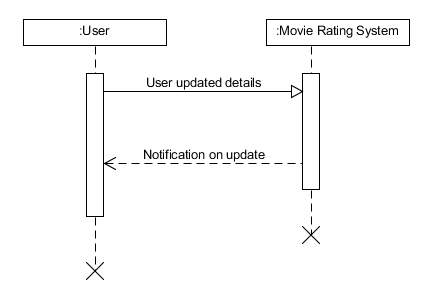 :User
:Movie Rating System
User updated details
Notification on update